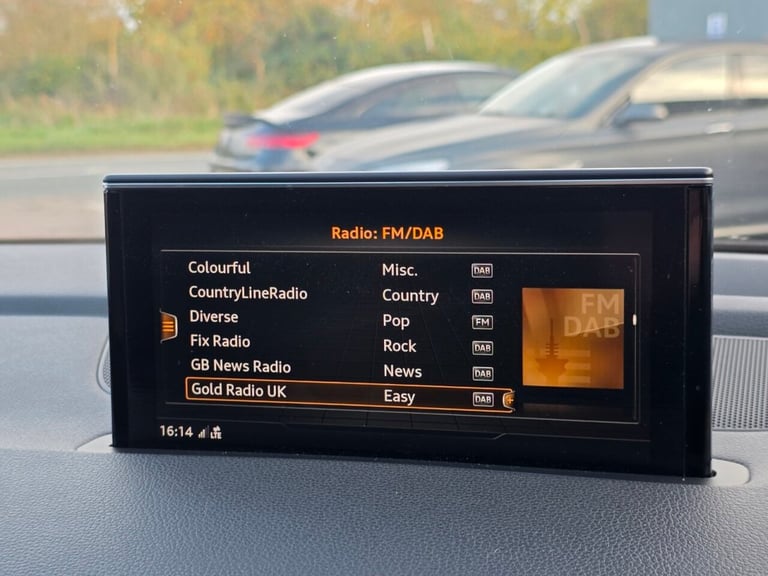 Radio: FM/DAB
Colourful Misc. DAB
CountryLineRadio Country DAB
Diverse Pop FM
Fix Radio Rock DAB
GB News Radio News DAB
Gold Radio UK Easy DAB
FM
DAB
16:14 LTE